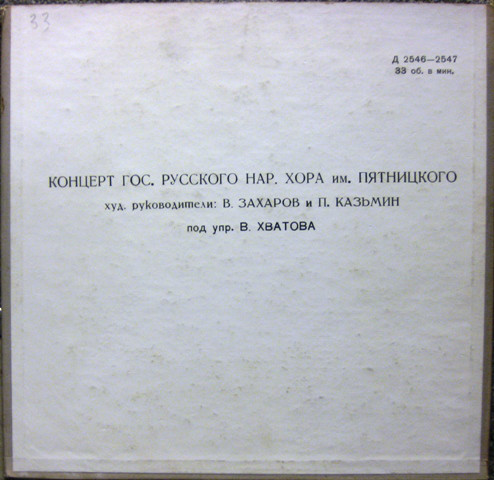 33
Д 2546—2547
33 об. в мин.
КОНЦЕРТ ГОС. РУССКОГО НАР. ХОРА им. ПЯТНИЦКОГО
худ. руководители: В. ЗАХАРОВ и П. КАЗЬМИН
под упр. В. ХВАТОВА